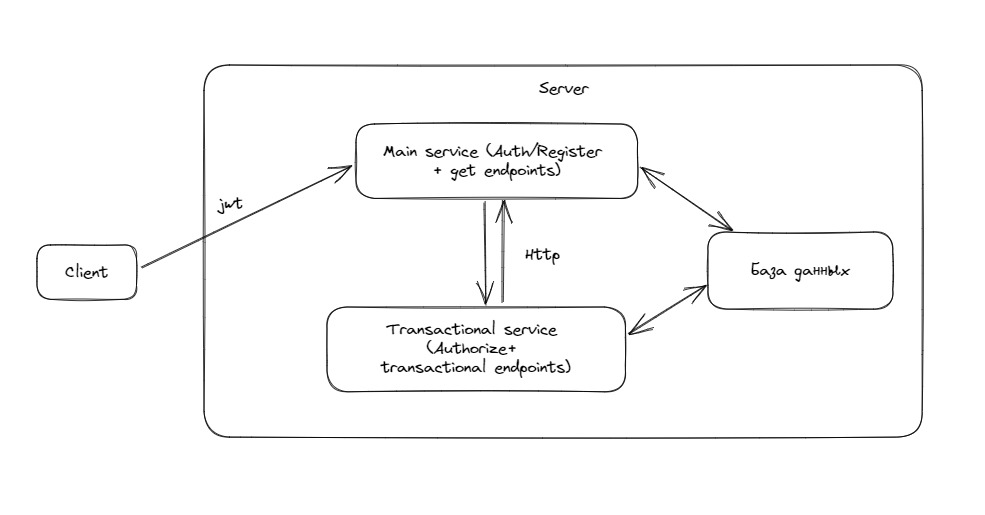 Server
Main service (Auth/Register
+ get endpoints)
jwt
Http
Client
База данных
Transactional service
(Authorize+
transactional endpoints)